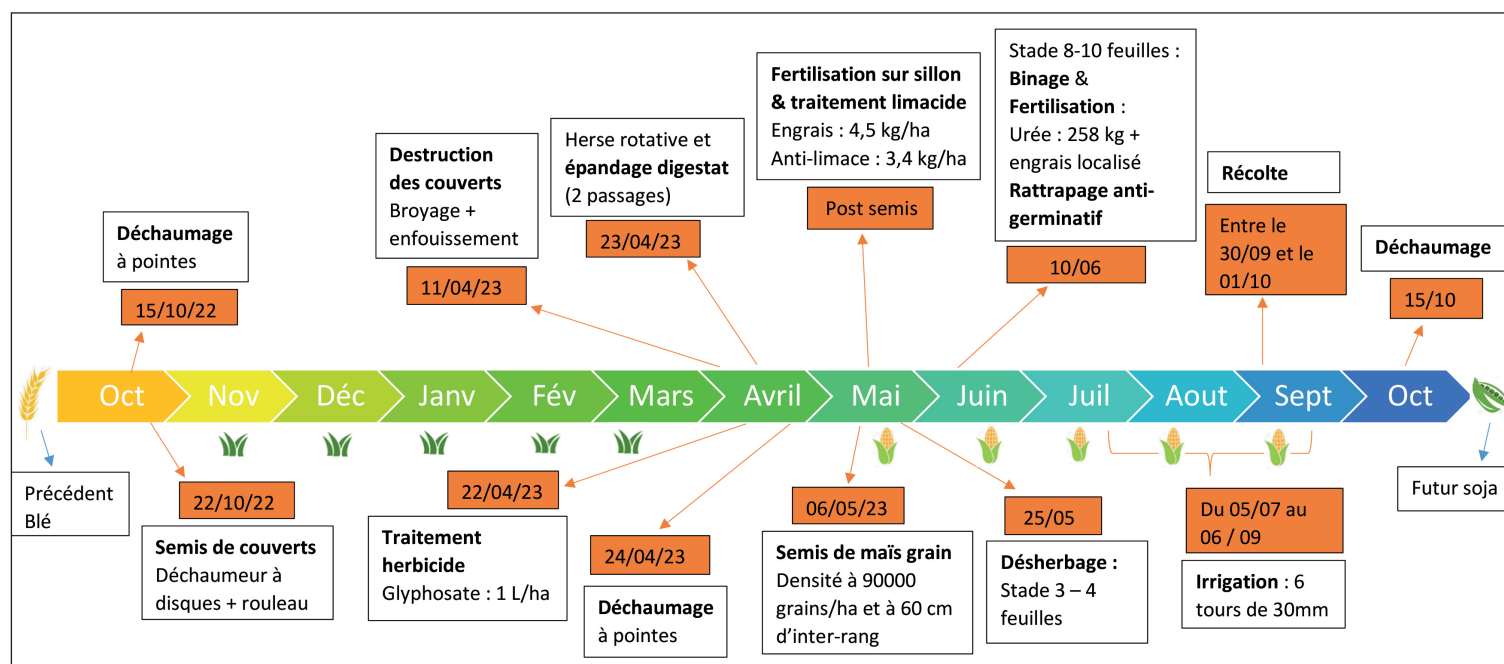 Déchaumage
à pointes
15/10/22
Destruction
des couverts
Broyage +
enfouissement
11/04/23
Herse rotative et
épandage digestat
(2 passages)
23/04/23
Fertilisation sur sillon
& traitement limacide
Engrais : 4,5 kg/ha
Anti-limace : 3,4 kg/ha
Post semis
Stade 8-10 feuilles :
Binage &
Fertilisation :
Urée : 258 kg +
engrais localisé
Rattrapage anti-
germinatif
10/06
Récolte
Entre le
30/09 et le
01/10
Déchaumage
15/10
Oct
Nov
Déc
Janv
Fév
Mars
Avril
Mai
Juin
Juil
Aout
Sept
Oct
Précédent
Blé
22/10/22
Semis de couverts
Déchaumeur à
disques + rouleau
22/04/23
Traitement
herbicide
Glyphosate : 1 L/ha
24/04/23
Déchaumage
à pointes
06/05/23
Semis de maïs grain
Densité à 90000
grains/ha et à 60 cm
d’inter-rang
25/05
Désherbage :
Stade 3 – 4
feuilles
Du 05/07 au
06 / 09
Irrigation : 6
tours de 30mm
Futur soja